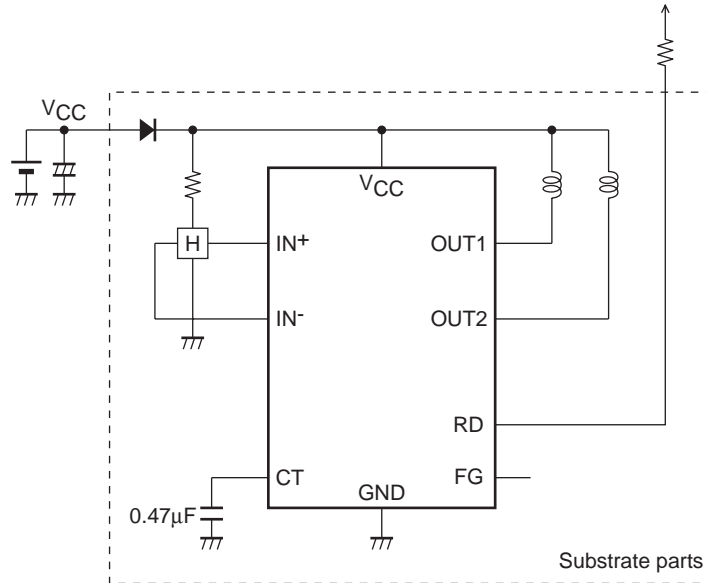 VCC
VCC
H
IN+
OUT1
IN-
OUT2
RD
CT
FG
GND
0.47μF
Substrate parts